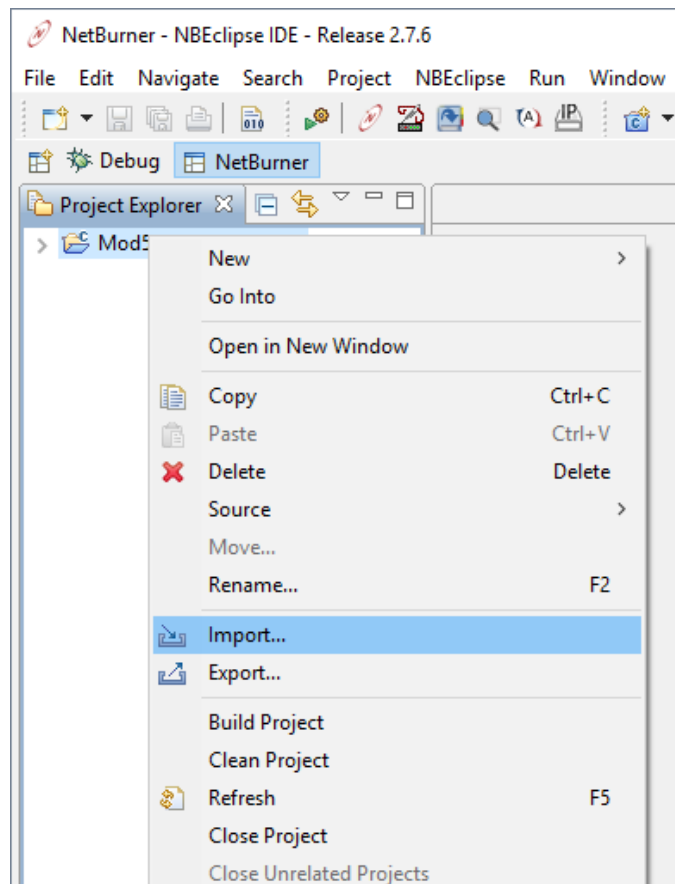 NetBurner - NBEclipse IDE - Release 2.7.6
File Edit Navigate Search Project NBEclipse Run Window
010 (A) IP C
Debug NetBurner
Project Explorer
C Mod5
New
Go Into
Open in New Window
Copy Ctrl+C
Paste Ctrl+V
Delete Delete
Source
Move...
Rename... F2
Import...
Export...
Build Project
Clean Project
Refresh F5
Close Project
Close Unrelated Projects